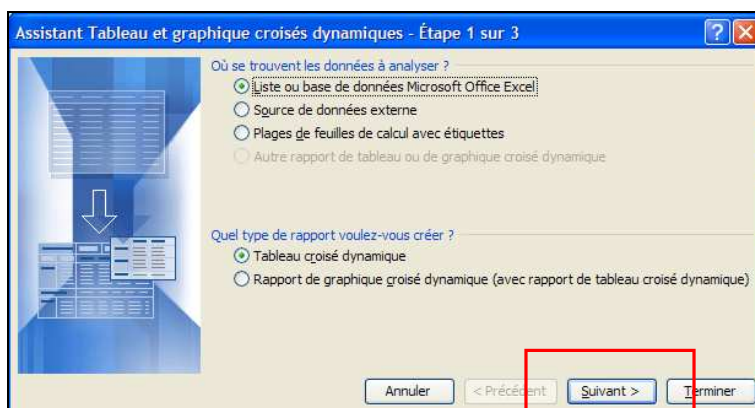 Assistant Tableau et graphique croisés dynamiques - Étape 1 sur 3
Où se trouvent les données à analyser ?
Liste ou base de données Microsoft Office Excel
Source de données externe
Plages de feuilles de calcul avec étiquettes
Autre rapport de tableau ou de graphique croisé dynamique
Quel type de rapport voulez-vous créer ?
Tableau croisé dynamique
Rapport de graphique croisé dynamique (avec rapport de tableau croisé dynamique)
Annuler < Précédent Suivant > Terminer